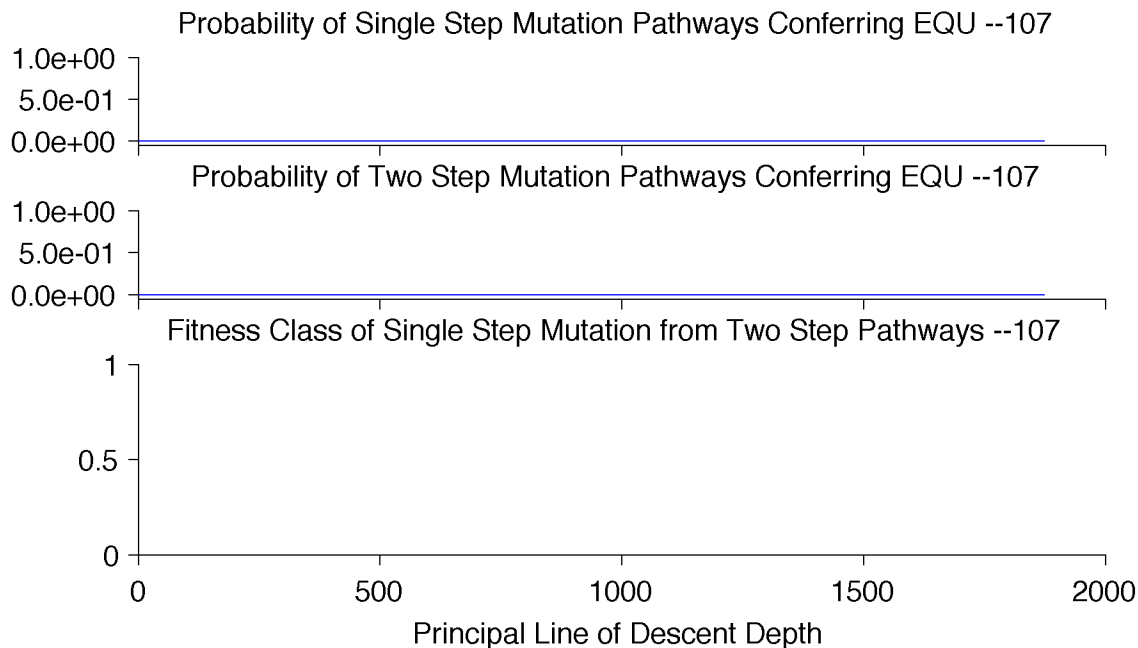 Probability of Single Step Mutation Pathways Conferring EQU --107
1.0e+00
5.0e-01
0.0e+00
Probability of Two Step Mutation Pathways Conferring EQU --107
1.0e+00
5.0e-01
0.0e+00
Fitness Class of Single Step Mutation from Two Step Pathways --107
1
0.5
0
0 500 1000 1500 2000
Principal Line of Descent Depth